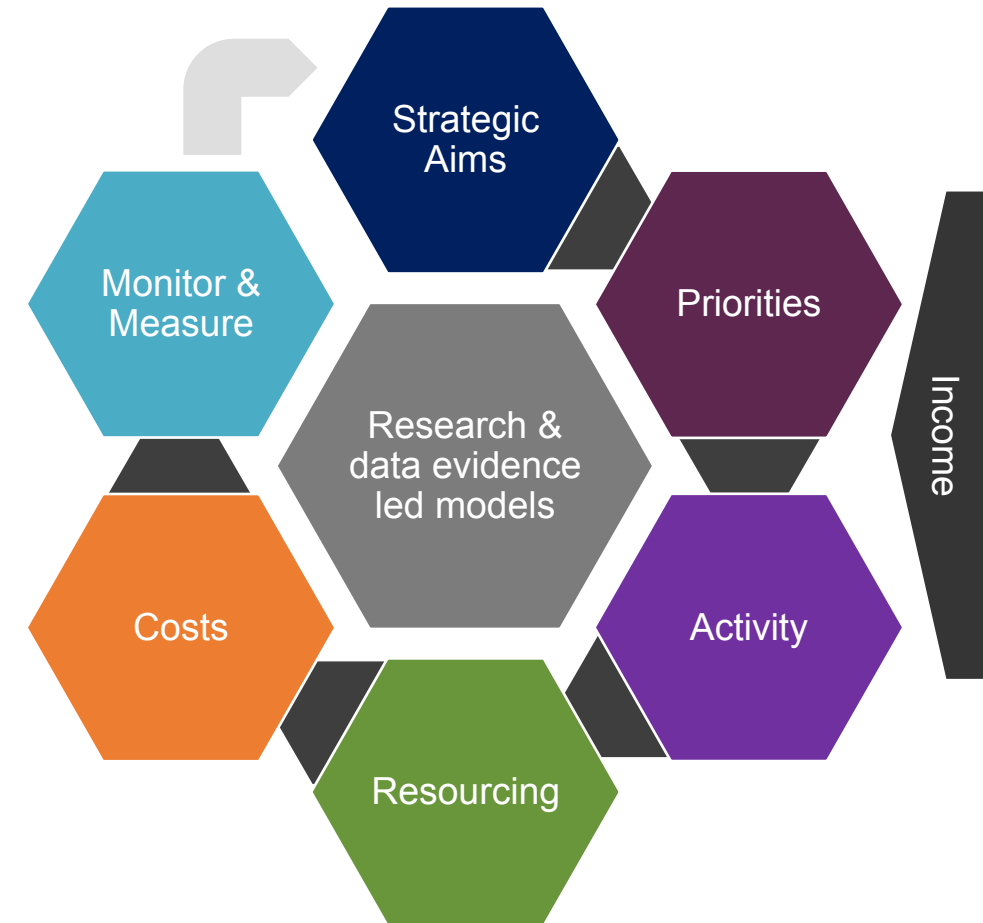 Strategic
Aims
Monitor &
Measure
Priorities
Research &
data evidence
led models
Income
Costs
Activity
Resourcing